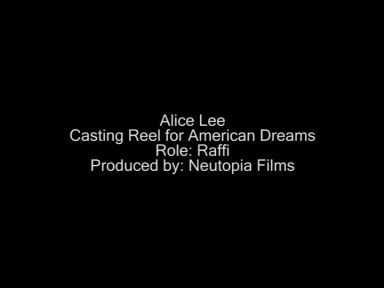 Alice Lee
Casting Reel for American Dreams
Role: Raffi
Produced by: Neutopia Films